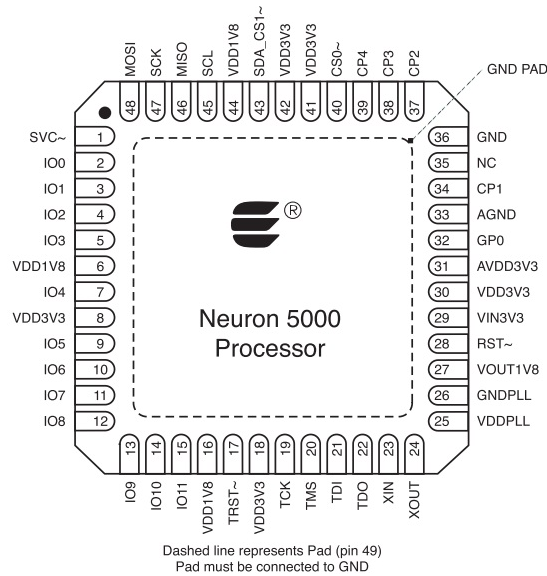 MOSI SCK MISO SCL VDD1V8 SDA_CS1~ VDD3V3 VDD3V3 CS0~ CP4 CP3 CP2
GND PAD
48 47 46 45 44 43 42 41 40 39 38 37
SVC~ 1 36 GND
IO0 2 35 NC
IO1 3 34 CP1
IO2 4 33 AGND
IO3 5 32 GP0
VDD1V8 6 31 AVDD3V3
IO4 7 30 VDD3V3
VDD3V3 8 29 VIN3V3
IO5 9 28 RST~
IO6 10 27 VOUT1V8
IO7 11 26 GNDPLL
IO8 12 25 VDDPLL
®
Neuron 5000
Processor
13 14 15 16 17 18 19 20 21 22 23 24
IO9 IO10 IO11 VDD1V8 TRST~ VDD3V3 TCK TMS TDI TDO XIN XOUT
Dashed line represents Pad (pin 49)
Pad must be connected to GND